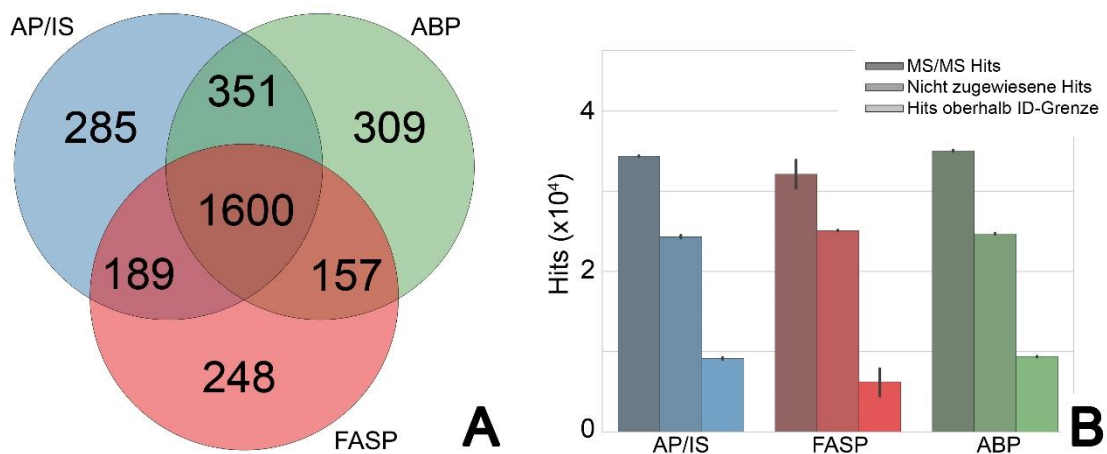 AP/IS
ABP
351
285
309
1600
189
157
248
FASP
A
MS/MS Hits
Nicht zugewiesene Hits
Hits oberhalb ID-Grenze
Hits (x10⁴)
4
2
0
AP/IS
FASP
ABP
B